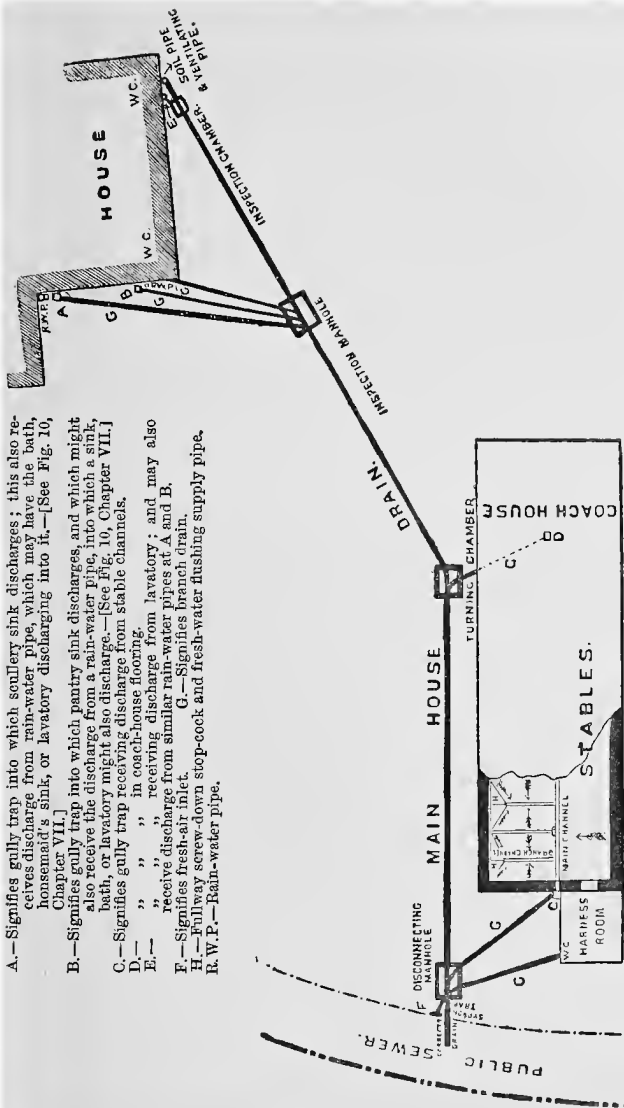 A.—Signifies gully trap into which scullery sink discharges; this also re-
ceives discharge from rain-water pipe, which may have the bath,
housemaid's sink, or lavatory discharging into it.—[See Fig. 10,
Chapter VII.]
B.—Signifies gully trap into which pantry sink discharges, and which might
also receive the discharge from a rain-water pipe, into which a sink,
bath, or lavatory might also discharge.—[See Fig. 10, Chapter VII.]
C.—Signifies gully trap receiving discharge from stable channels.
D.— „ „ „ in coach-house flooring.
E.— „ „ „ receiving discharge from lavatory; and may also
receive discharge from similar rain-water pipes at A and B.
F.—Signifies fresh-air inlet. G.—Signifies branch drain.
H.—Fullway screw-down stop-cock and fresh-water flushing supply pipe.
R. W. P.—Rain-water pipe.
HOUSE
W.C.
W.C.
R.W.P.
A
B
G
G
G
E
SOIL PIPE
& VENTILATING
PIPE.
INSPECTION CHAMBER.
INSPECTION MANHOLE
MAIN HOUSE DRAIN.
TURNING CHAMBER
G
D
COACH HOUSE
STABLES.
H
H
BRANCH CHANNEL
MAIN CHANNEL
C
HARNESS
ROOM
WC
G
G
DISCONNECTING
MANHOLE
F
SYPHON
TRAP
DRAIN
PUBLIC SEWER.